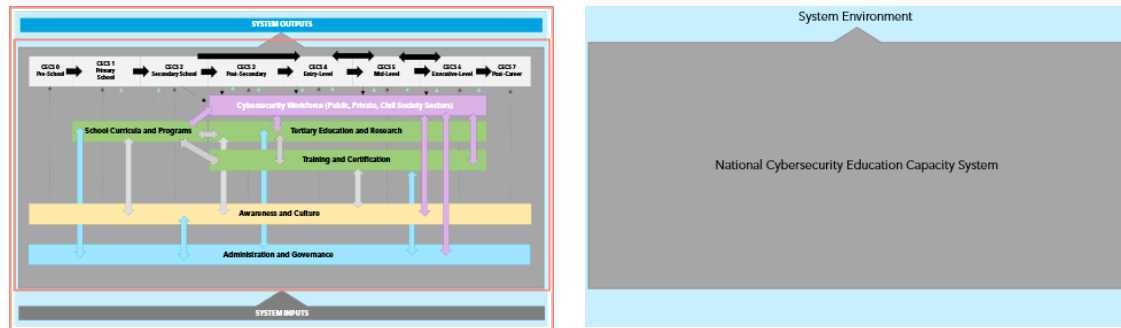 SYSTEM OUTPUTS
CECS 0
Pre-School
CECS 1
Primary
School
CECS 2
Secondary School
CECS 3
Post-Secondary
CECS 4
Entry-Level
CECS 5
Mid-Level
CECS 6
Executive-Level
CECS 7
Post-Career
Cybersecurity Workforce (Public, Private, Civil Society Sectors)
School Curricula and Programs
Tertiary Education and Research
Training and Certification
Awareness and Culture
Administration and Governance
SYSTEM INPUTS
System Environment
National Cybersecurity Education Capacity System